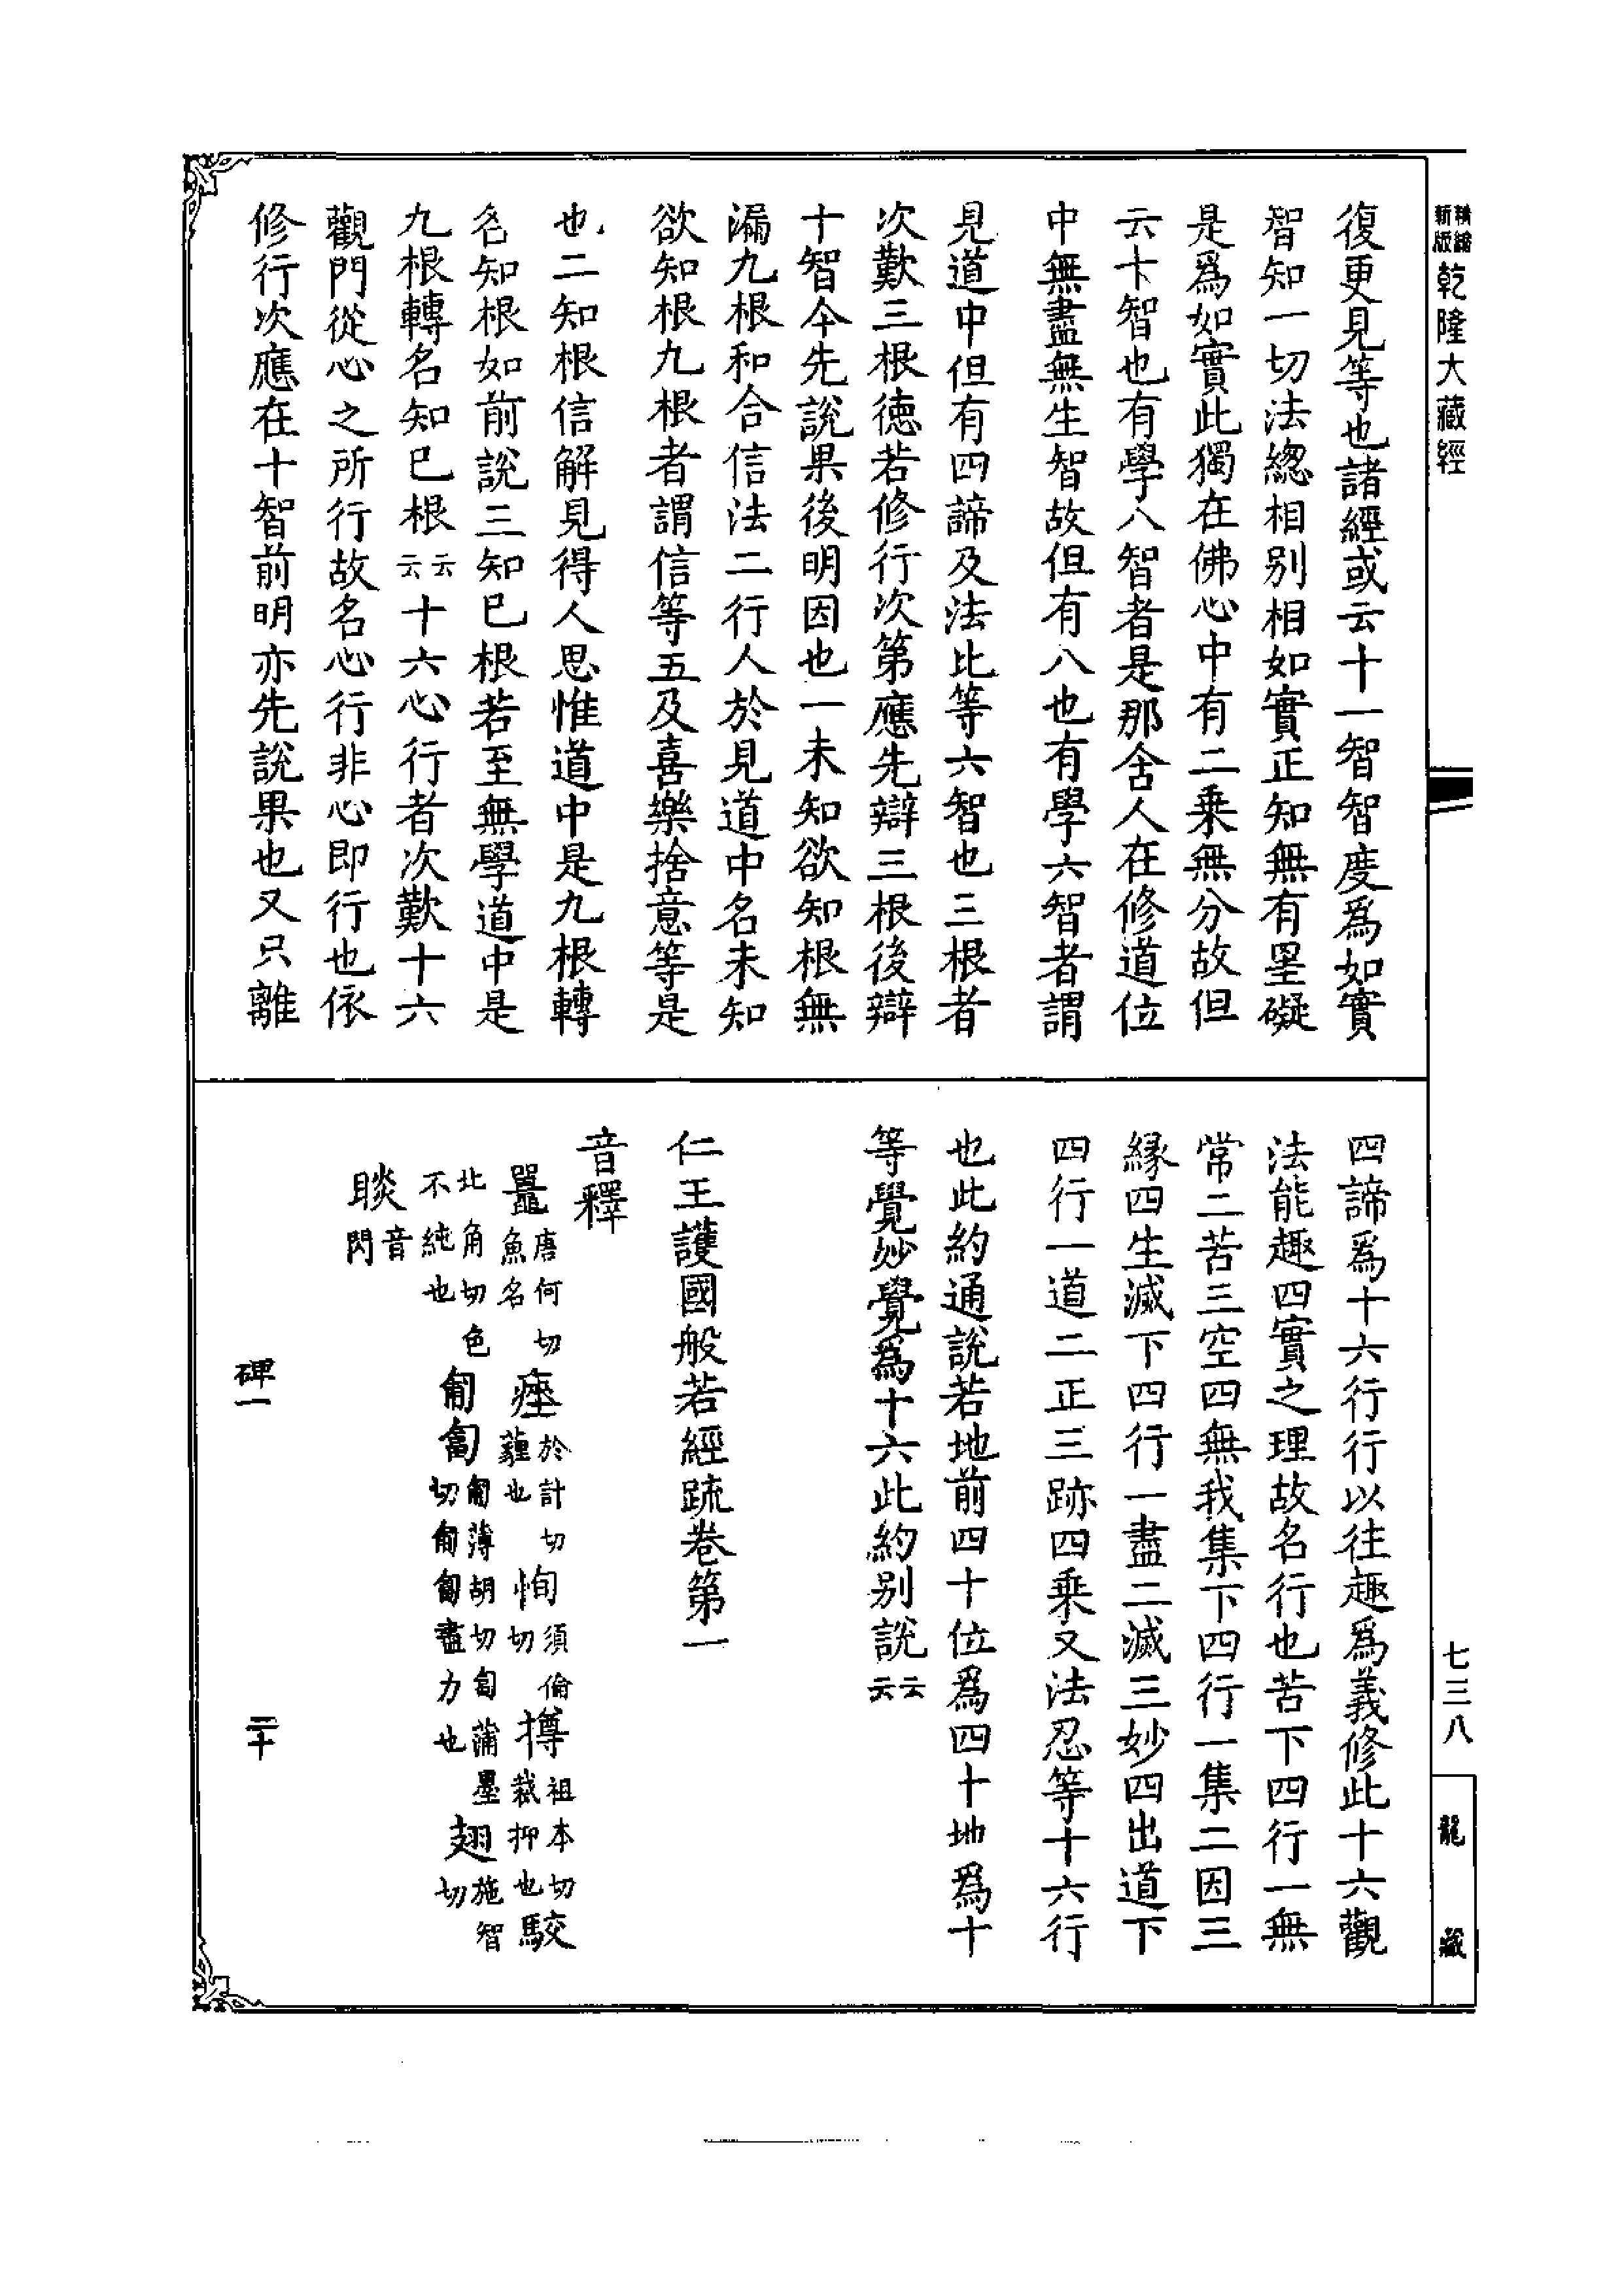 新版精縮乾隆大藏經
復更見等也諸經或云十一智智度爲如實
智知一切法總相别相如實正知無有罣礙
是爲如實此獨在佛心中有二乗無分故但
云十智也有學八智者是那含人在修道位
中無盡無生智故但有八也有學六智者謂
見道中但有四諦及法比等六智也三根者
次歎三根德若修行次第應先辯三根後辯
十智今先說果後明因也一未知欲知根無
漏九根和合信法二行人於見道中名未知
欲知根九根者謂信等五及喜樂捨意等是
也二知根信解見得人思惟道中是九根轉
名知根如前說三知巳根若至無學道中是
九根轉名知巳根云云十六心行者次歎十六
觀門從心之所行故名心行非心即行也依
修行次應在十智前明亦先說果也又只離
四諦爲十六行行以往趣爲義修此十六觀
法能趣四實之理故名行也苦下四行一無
常二苦三空四無我集下四行一集二因三
緣四生滅下四行一盡二滅三妙四出道下
四行一道二正三跡四乗又法忍等十六行
也此約通說若地前四十位爲四十地爲十
等覺妙覺爲十六此約别說云云
仁王護國般若經疏卷第一
音釋
鼉唐何切魚名 瘞於計切薶也 恂須倫切 撙祖本切裁抑也 駮
北角切色不純也 匍匐匍薄胡切匐蒲墨切匍匐盡力也 翅施智切
睒音閃
碑一
二十
七三八
龍藏